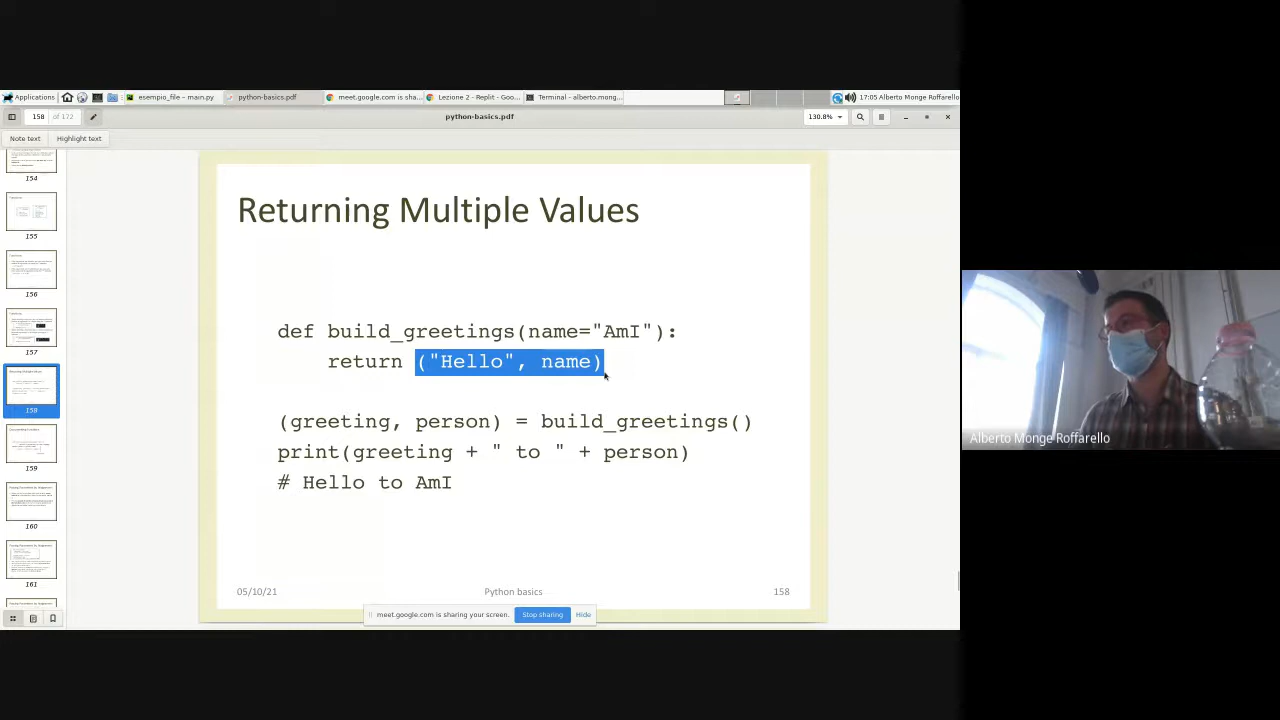 Applications
esempio_file – main.py
python-basics.pdf
meet.google.com is sha...
Lezione 2 - Replit - Goo...
Terminal - alberto.mong...
17:05 Alberto Monge Roffarello
158 of 172
python-basics.pdf
130.8%
Note text
Highlight text
154
155
156
157
158
159
160
161
Returning Multiple Values
def build_greetings(name="AmI"):
return ("Hello", name)
(greeting, person) = build_greetings()
print(greeting + " to " + person)
# Hello to AmI
05/10/21
Python basics
158
meet.google.com is sharing your screen.
Stop sharing
Hide
Alberto Monge Roffarello